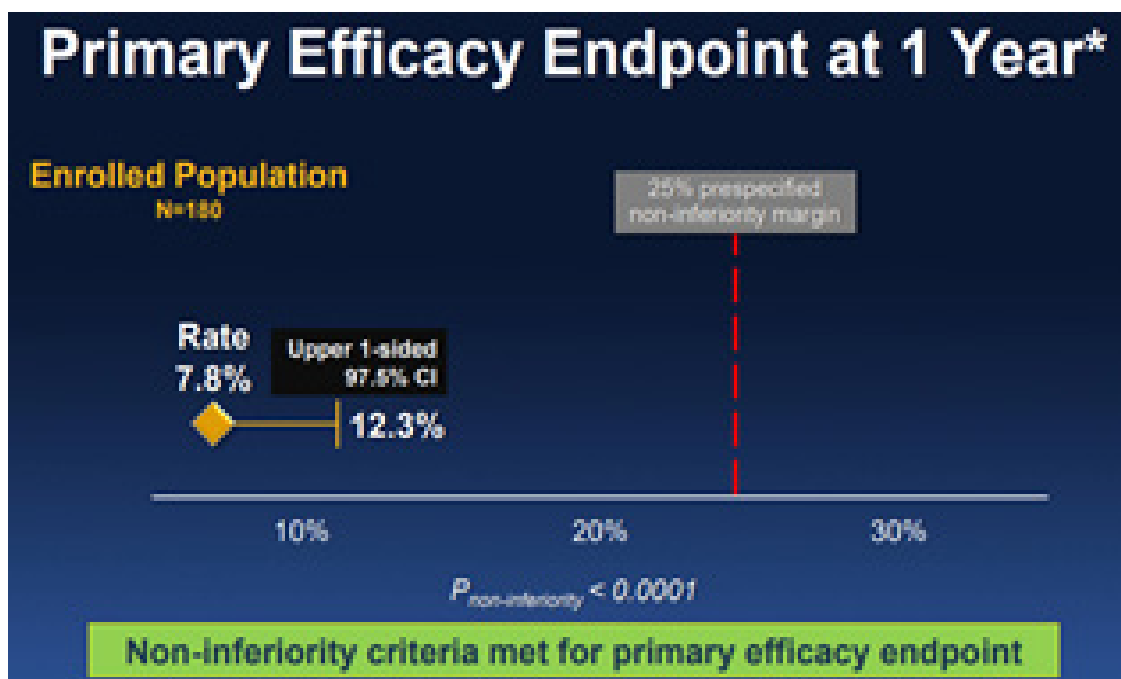 Primary Efficacy Endpoint at 1 Year*
Enrolled Population
N=180
25% prespecified
non-inferiority margin
Rate
7.8%
Upper 1-sided
97.5% CI
12.3%
10%
20%
30%
Pnon-inferiority < 0.0001
Non-inferiority criteria met for primary efficacy endpoint